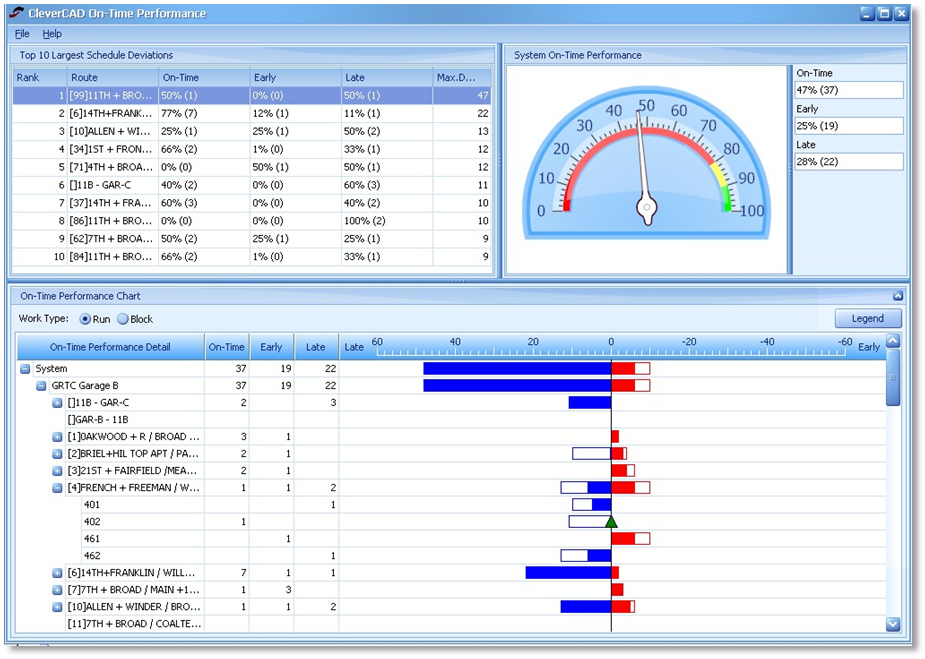 CleverCAD On-Time Performance
File Help
Top 10 Largest Schedule Deviations
Rank Route On-Time Early Late Max.D...
1 [99]11TH + BRO... 50% (1) 0% (0) 50% (1) 47
2 [6]14TH+FRANK... 77% (7) 12% (1) 11% (1) 22
3 [10]ALLEN + WI... 25% (1) 25% (1) 50% (2) 13
4 [34]1ST + FRON... 66% (2) 1% (0) 33% (1) 12
5 [71]4TH + BROA... 0% (0) 50% (1) 50% (1) 12
6 []11B - GAR-C 40% (2) 0% (0) 60% (3) 11
7 [37]14TH + FRA... 60% (3) 0% (0) 40% (2) 10
8 [86]11TH + BRO... 0% (0) 0% (0) 100% (2) 10
9 [62]7TH + BROA... 50% (2) 25% (1) 25% (1) 9
10 [84]11TH + BRO... 66% (2) 1% (0) 33% (1) 9
System On-Time Performance
0 10 20 30 40 50 60 70 80 90 100
On-Time
47% (37)
Early
25% (19)
Late
28% (22)
On-Time Performance Chart
Work Type: Run Block Legend
On-Time Performance Detail On-Time Early Late Late 60 40 20 0 -20 -40 -60 Early
System 37 19 22
GRTC Garage B 37 19 22
[]11B - GAR-C 2 3
[]GAR-B - 11B
[1]OAKWOOD + R / BROAD ... 3 1
[2]BRIEL+HIL TOP APT / PA... 2 1
[3]21ST + FAIRFIELD /MEA... 2 1
[4]FRENCH + FREEMAN / W... 1 1 2
401 1
402 1
461 1
462 1
[6]14TH+FRANKLIN / WILL... 7 1 1
[7]7TH + BROAD / MAIN +1... 1 3
[10]ALLEN + WINDER / BRO... 1 1 2
[11]7TH + BROAD / COALTE...